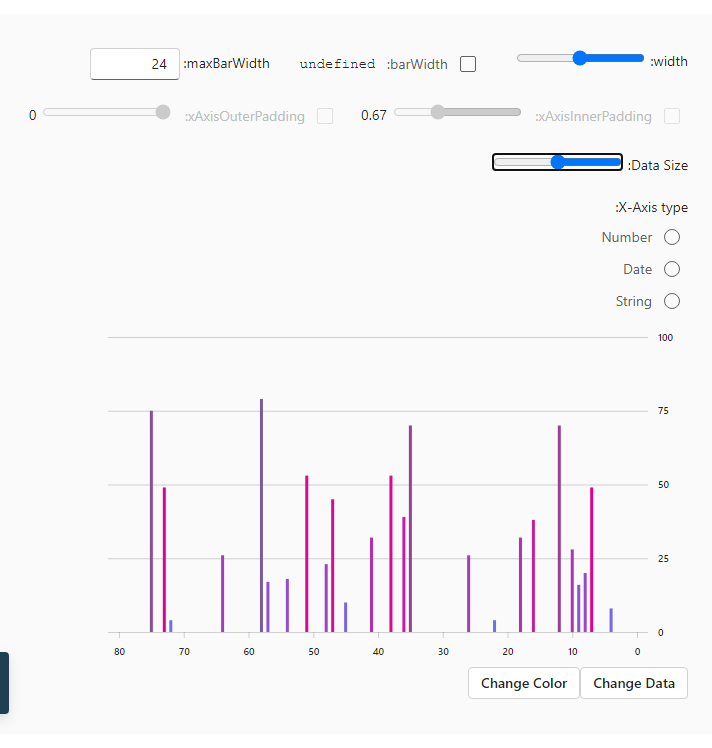 :width
:barWidth undefined
:maxBarWidth 24
:xAxisInnerPadding 0.67
:xAxisOuterPadding 0
:Data Size
:X-Axis type
Number
Date
String
100
75
50
25
0
80 70 60 50 40 30 20 10 0
Change Color Change Data